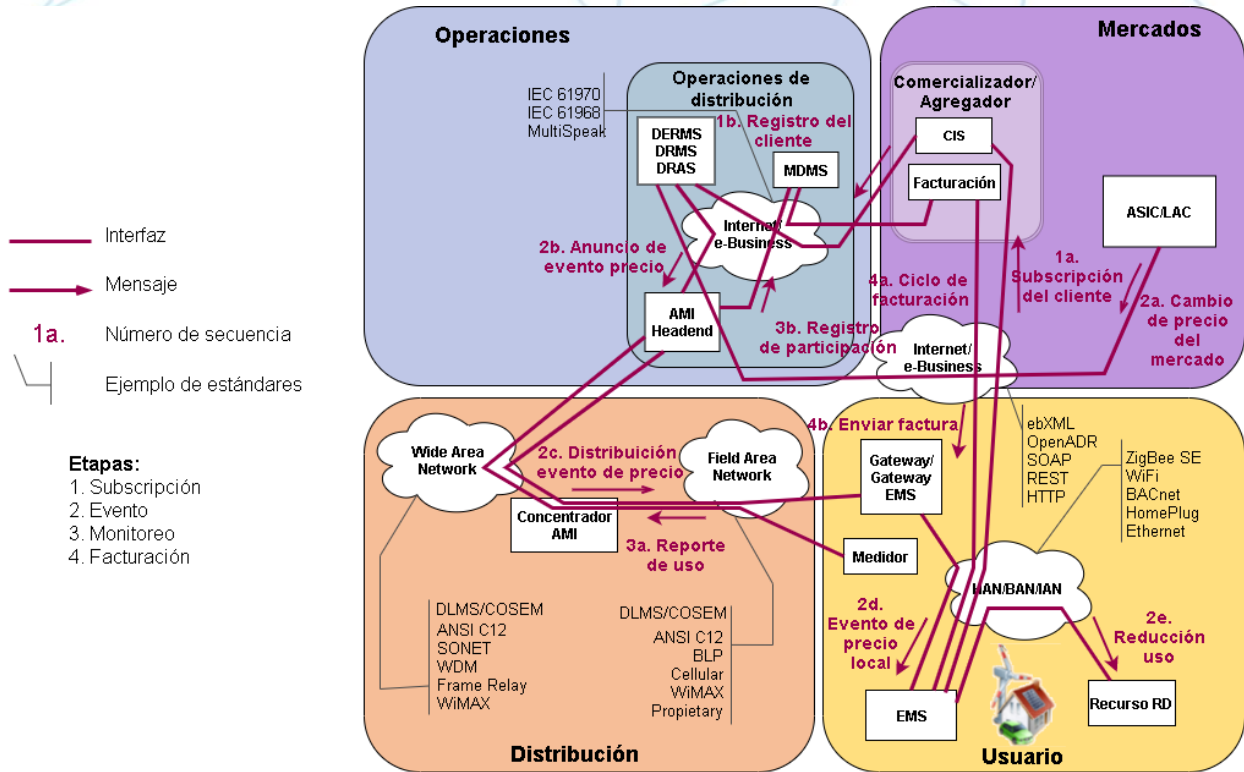 Operaciones
Mercados
Operaciones de
distribución
IEC 61970
IEC 61968
MultiSpeak
1b. Registro del
cliente
DERMS
DRMS
DRAS
MDMS
Internet/
e-Business
2b. Anuncio de
evento precio
AMI
Headend
3b. Registro
de participación
Comercializador/
Agregador
CIS
Facturación
ASIC/LAC
1a.
Subscripción
del cliente
4a. Ciclo de
facturación
2a. Cambio
de precio
del
mercado
Internet/
e-Business
Interfaz
Mensaje
1a.
Número de secuencia
Ejemplo de estándares
Etapas:
1. Subscripción
2. Evento
3. Monitoreo
4. Facturación
Wide Area
Network
2c. Distribuición
evento de precio
Field Area
Network
Concentrador
AMI
3a. Reporte
de uso
DLMS/COSEM
ANSI C12
SONET
WDM
Frame Relay
WiMAX
DLMS/COSEM
ANSI C12
BLP
Cellular
WiMAX
Propietary
Distribución
4b. Enviar factura
Gateway/
Gateway
EMS
Medidor
ebXML
OpenADR
SOAP
REST
HTTP
ZigBee SE
WiFi
BACnet
HomePlug
Ethernet
HAN/BAN/IAN
2d.
Evento de
precio
local
2e.
Reducción
uso
EMS
Recurso RD
Usuario